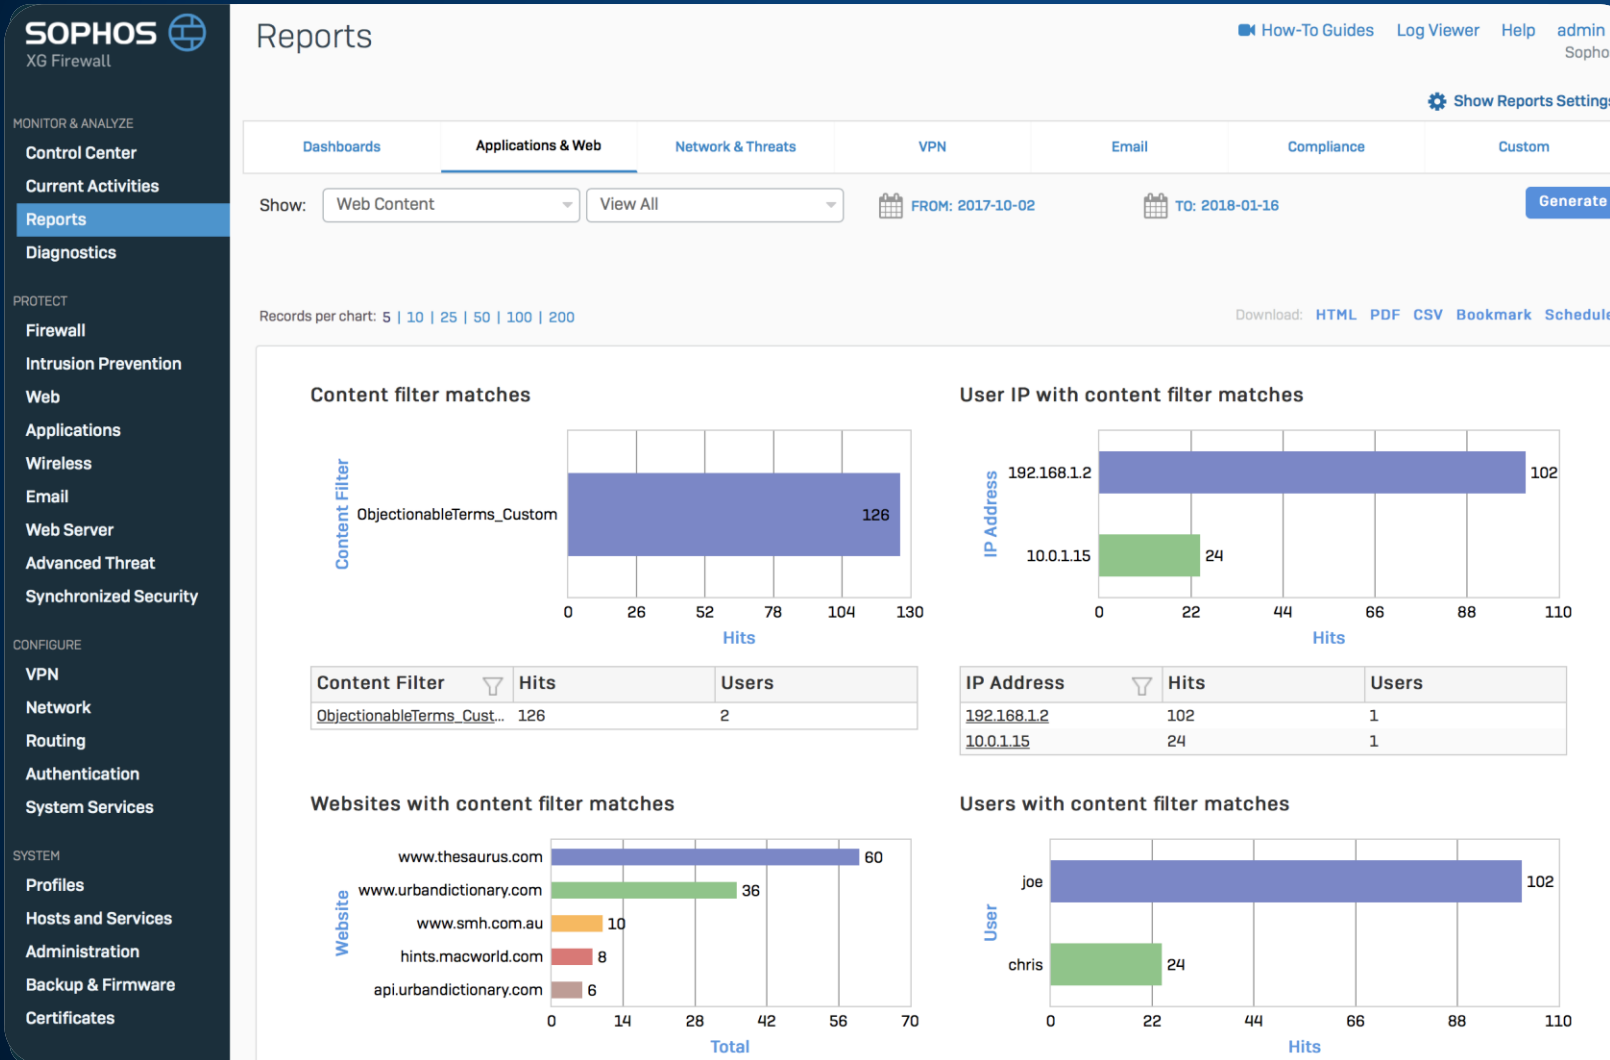 SOPHOS
XG Firewall
MONITOR & ANALYZE
Control Center
Current Activities
Reports
Diagnostics
PROTECT
Firewall
Intrusion Prevention
Web
Applications
Wireless
Email
Web Server
Advanced Threat
Synchronized Security
CONFIGURE
VPN
Network
Routing
Authentication
System Services
SYSTEM
Profiles
Hosts and Services
Administration
Backup & Firmware
Certificates
Reports
How-To Guides Log Viewer Help admin
Sopho
Show Reports Settings
Dashboards Applications & Web Network & Threats VPN Email Compliance Custom
Show: Web Content View All FROM: 2017-10-02 TO: 2018-01-16 Generate
Records per chart: 5 | 10 | 25 | 50 | 100 | 200
Download: HTML PDF CSV Bookmark Schedule
Content filter matches
Content Filter
ObjectionableTerms_Custom
126
0 26 52 78 104 130
Hits
Content Filter Hits Users
ObjectionableTerms_Cust... 126 2
User IP with content filter matches
IP Address
192.168.1.2 102
10.0.1.15 24
0 22 44 66 88 110
Hits
IP Address Hits Users
192.168.1.2 102 1
10.0.1.15 24 1
Websites with content filter matches
Website
www.thesaurus.com 60
www.urbandictionary.com 36
www.smh.com.au 10
hints.macworld.com 8
api.urbandictionary.com 6
0 14 28 42 56 70
Total
Users with content filter matches
User
joe 102
chris 24
0 22 44 66 88 110
Hits